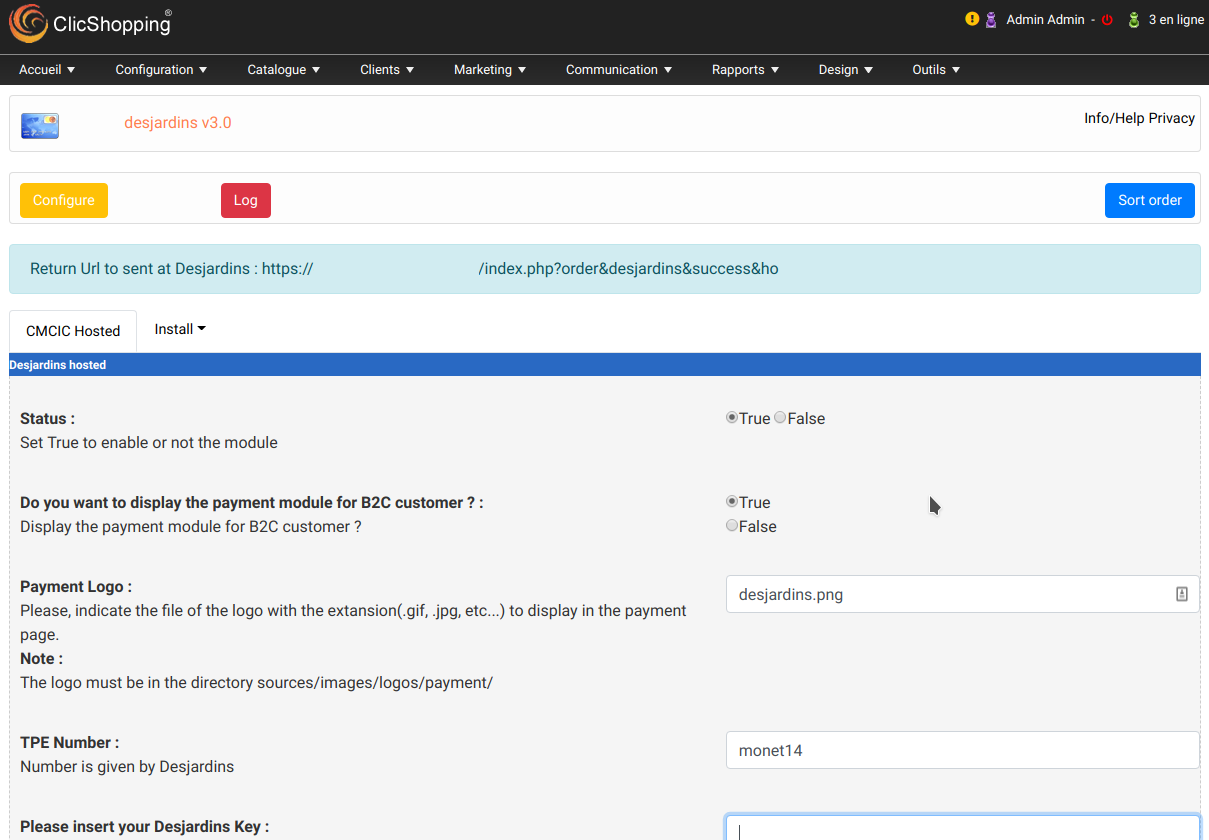 ClicShopping®
Admin Admin - 3 en ligne
Accueil Configuration Catalogue Clients Marketing Communication Rapports Design Outils
desjardins v3.0
Info/Help Privacy
Configure Log Sort order
Return Url to sent at Desjardins : https:// /index.php?order&desjardins&success&ho
CMCIC Hosted Install
Desjardins hosted
Status :
True False
Set True to enable or not the module
Do you want to display the payment module for B2C customer ? :
True
Display the payment module for B2C customer ?
False
Payment Logo :
Please, indicate the file of the logo with the extansion(.gif, .jpg, etc...) to display in the payment
page.
desjardins.png
Note :
The logo must be in the directory sources/images/logos/payment/
TPE Number :
Number is given by Desjardins
monet14
Please insert your Desjardins Key :